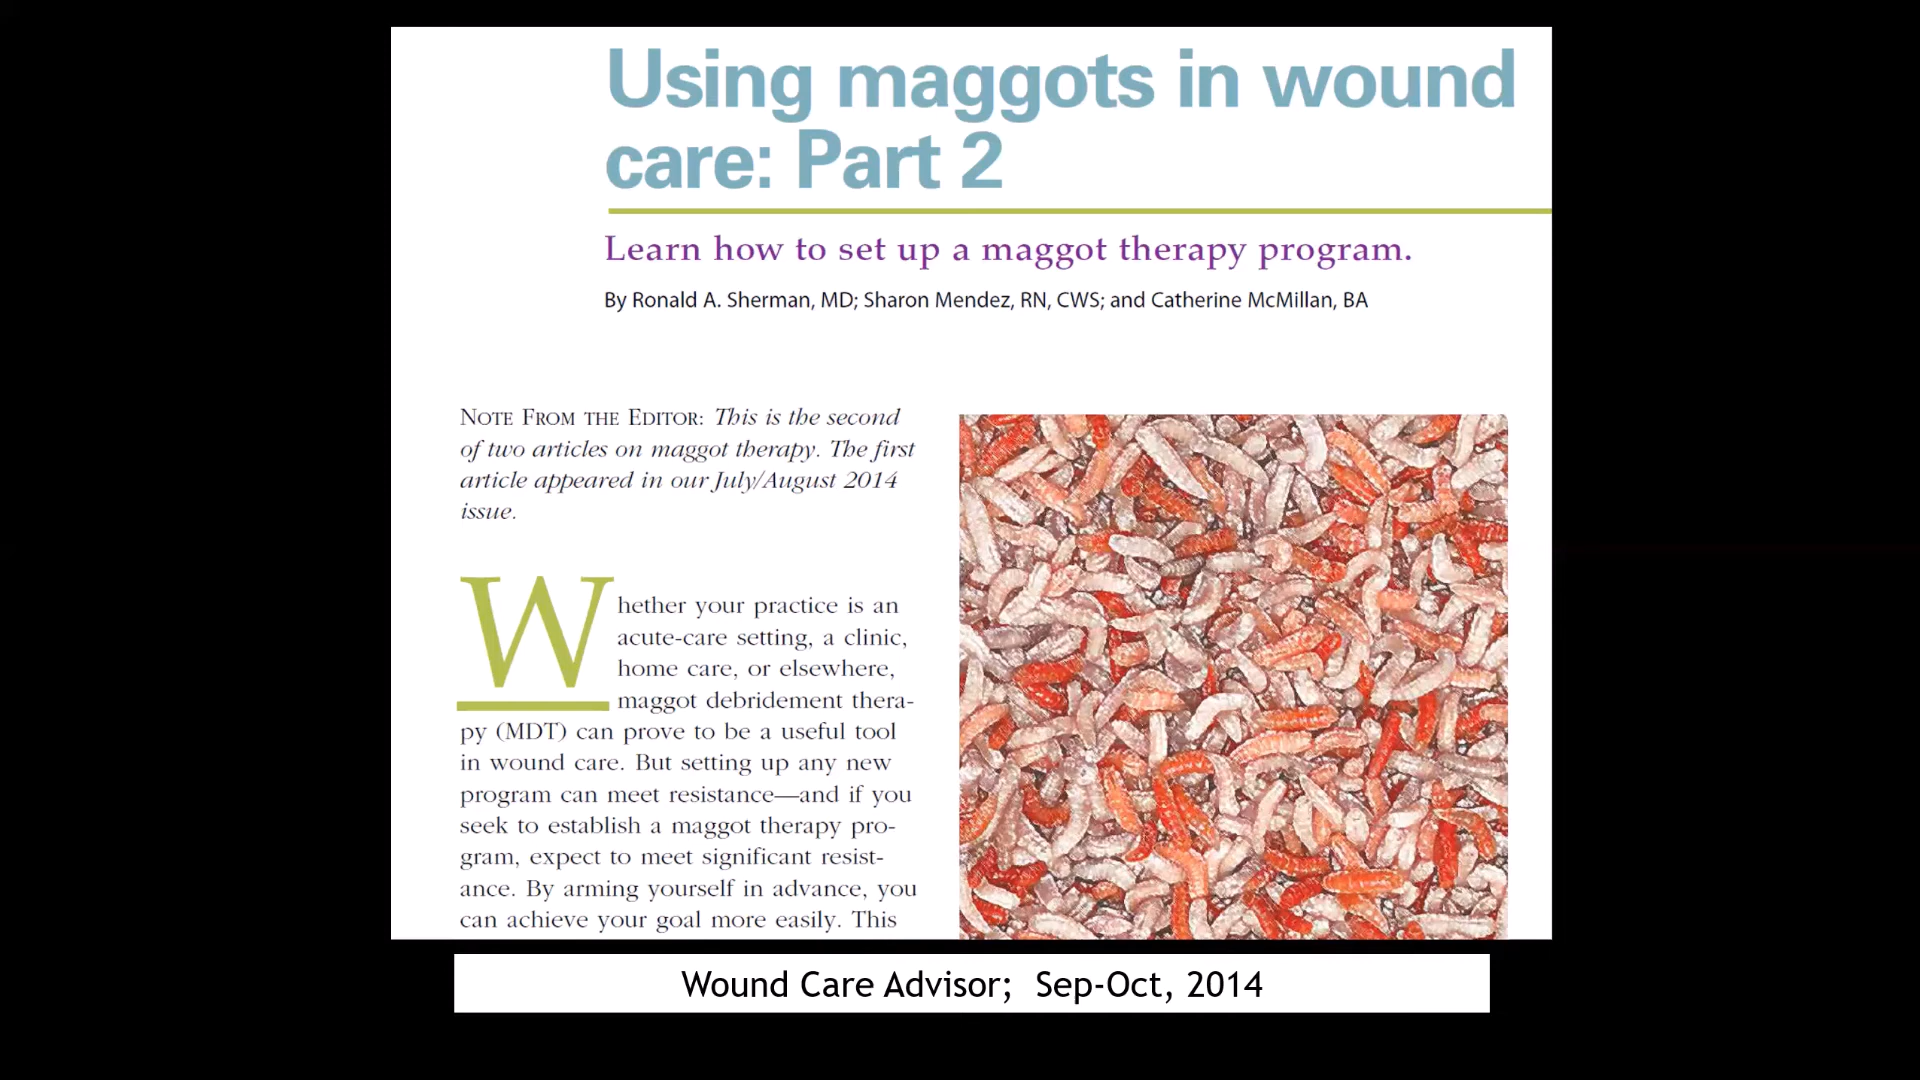 Using maggots in wound
care: Part 2
Learn how to set up a maggot therapy program.
By Ronald A. Sherman, MD; Sharon Mendez, RN, CWS; and Catherine McMillan, BA
NOTE FROM THE EDITOR: This is the second
of two articles on maggot therapy. The first
article appeared in our July/August 2014
issue.
Whether your practice is an
acute-care setting, a clinic,
home care, or elsewhere,
maggot debridement thera-
py (MDT) can prove to be a useful tool
in wound care. But setting up any new
program can meet resistance—and if you
seek to establish a maggot therapy pro-
gram, expect to meet significant resist-
ance. By arming yourself in advance, you
can achieve your goal more easily. This
Wound Care Advisor; Sep-Oct, 2014